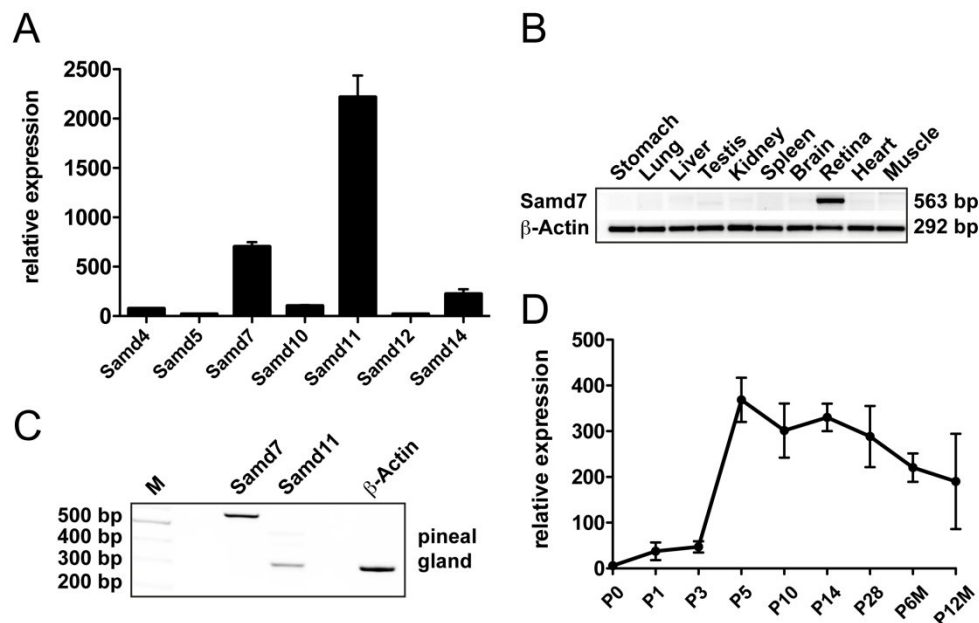 A
relative expression
2500
2000
1500
1000
500
0
Samd4
Samd5
Samd7
Samd10
Samd11
Samd12
Samd14
B
Stomach
Lung
Liver
Testis
Kidney
Spleen
Brain
Retina
Heart
Muscle
Samd7
563 bp
β-Actin
292 bp
C
M
Samd7
Samd11
β-Actin
500 bp
400 bp
300 bp
200 bp
pineal
gland
D
relative expression
500
400
300
200
100
0
P0
P1
P3
P5
P10
P14
P28
P6M
P12M